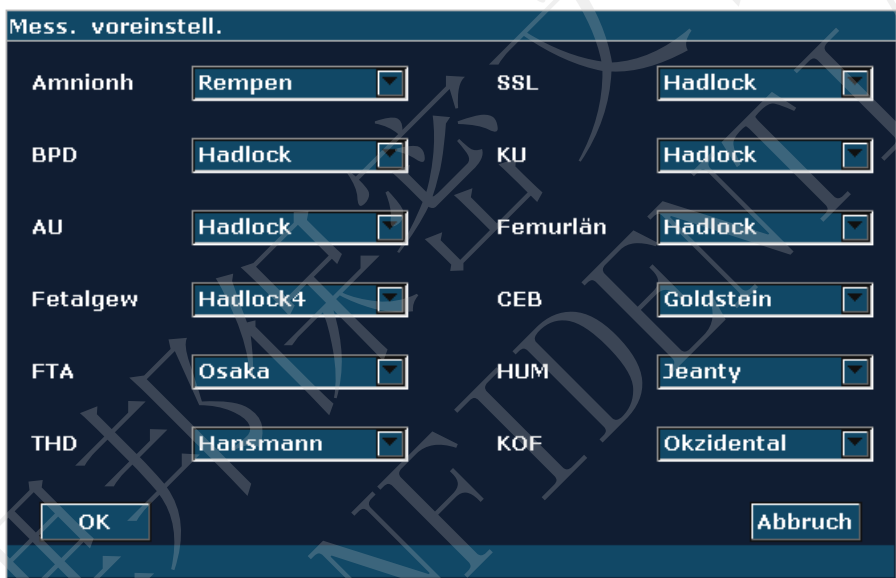 Mess. voreinstell.
Amnionh Rempen SSL Hadlock
BPD Hadlock KU Hadlock
AU Hadlock Femurlän Hadlock
Fetalgew Hadlock4 CEB Goldstein
FTA Osaka HUM Jeanty
THD Hansmann KOF Okzidental
OK Abbruch